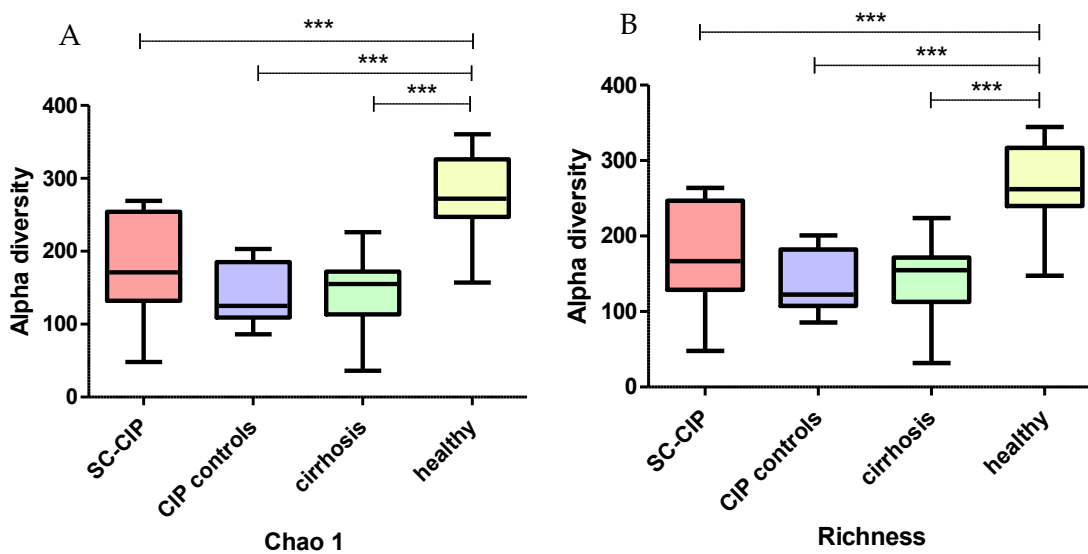 A
***
***
***
Alpha diversity
400
300
200
100
0
SC-CIP
CIP controls
cirrhosis
healthy
Chao 1
B
***
***
***
Alpha diversity
400
300
200
100
0
SC-CIP
CIP controls
cirrhosis
healthy
Richness